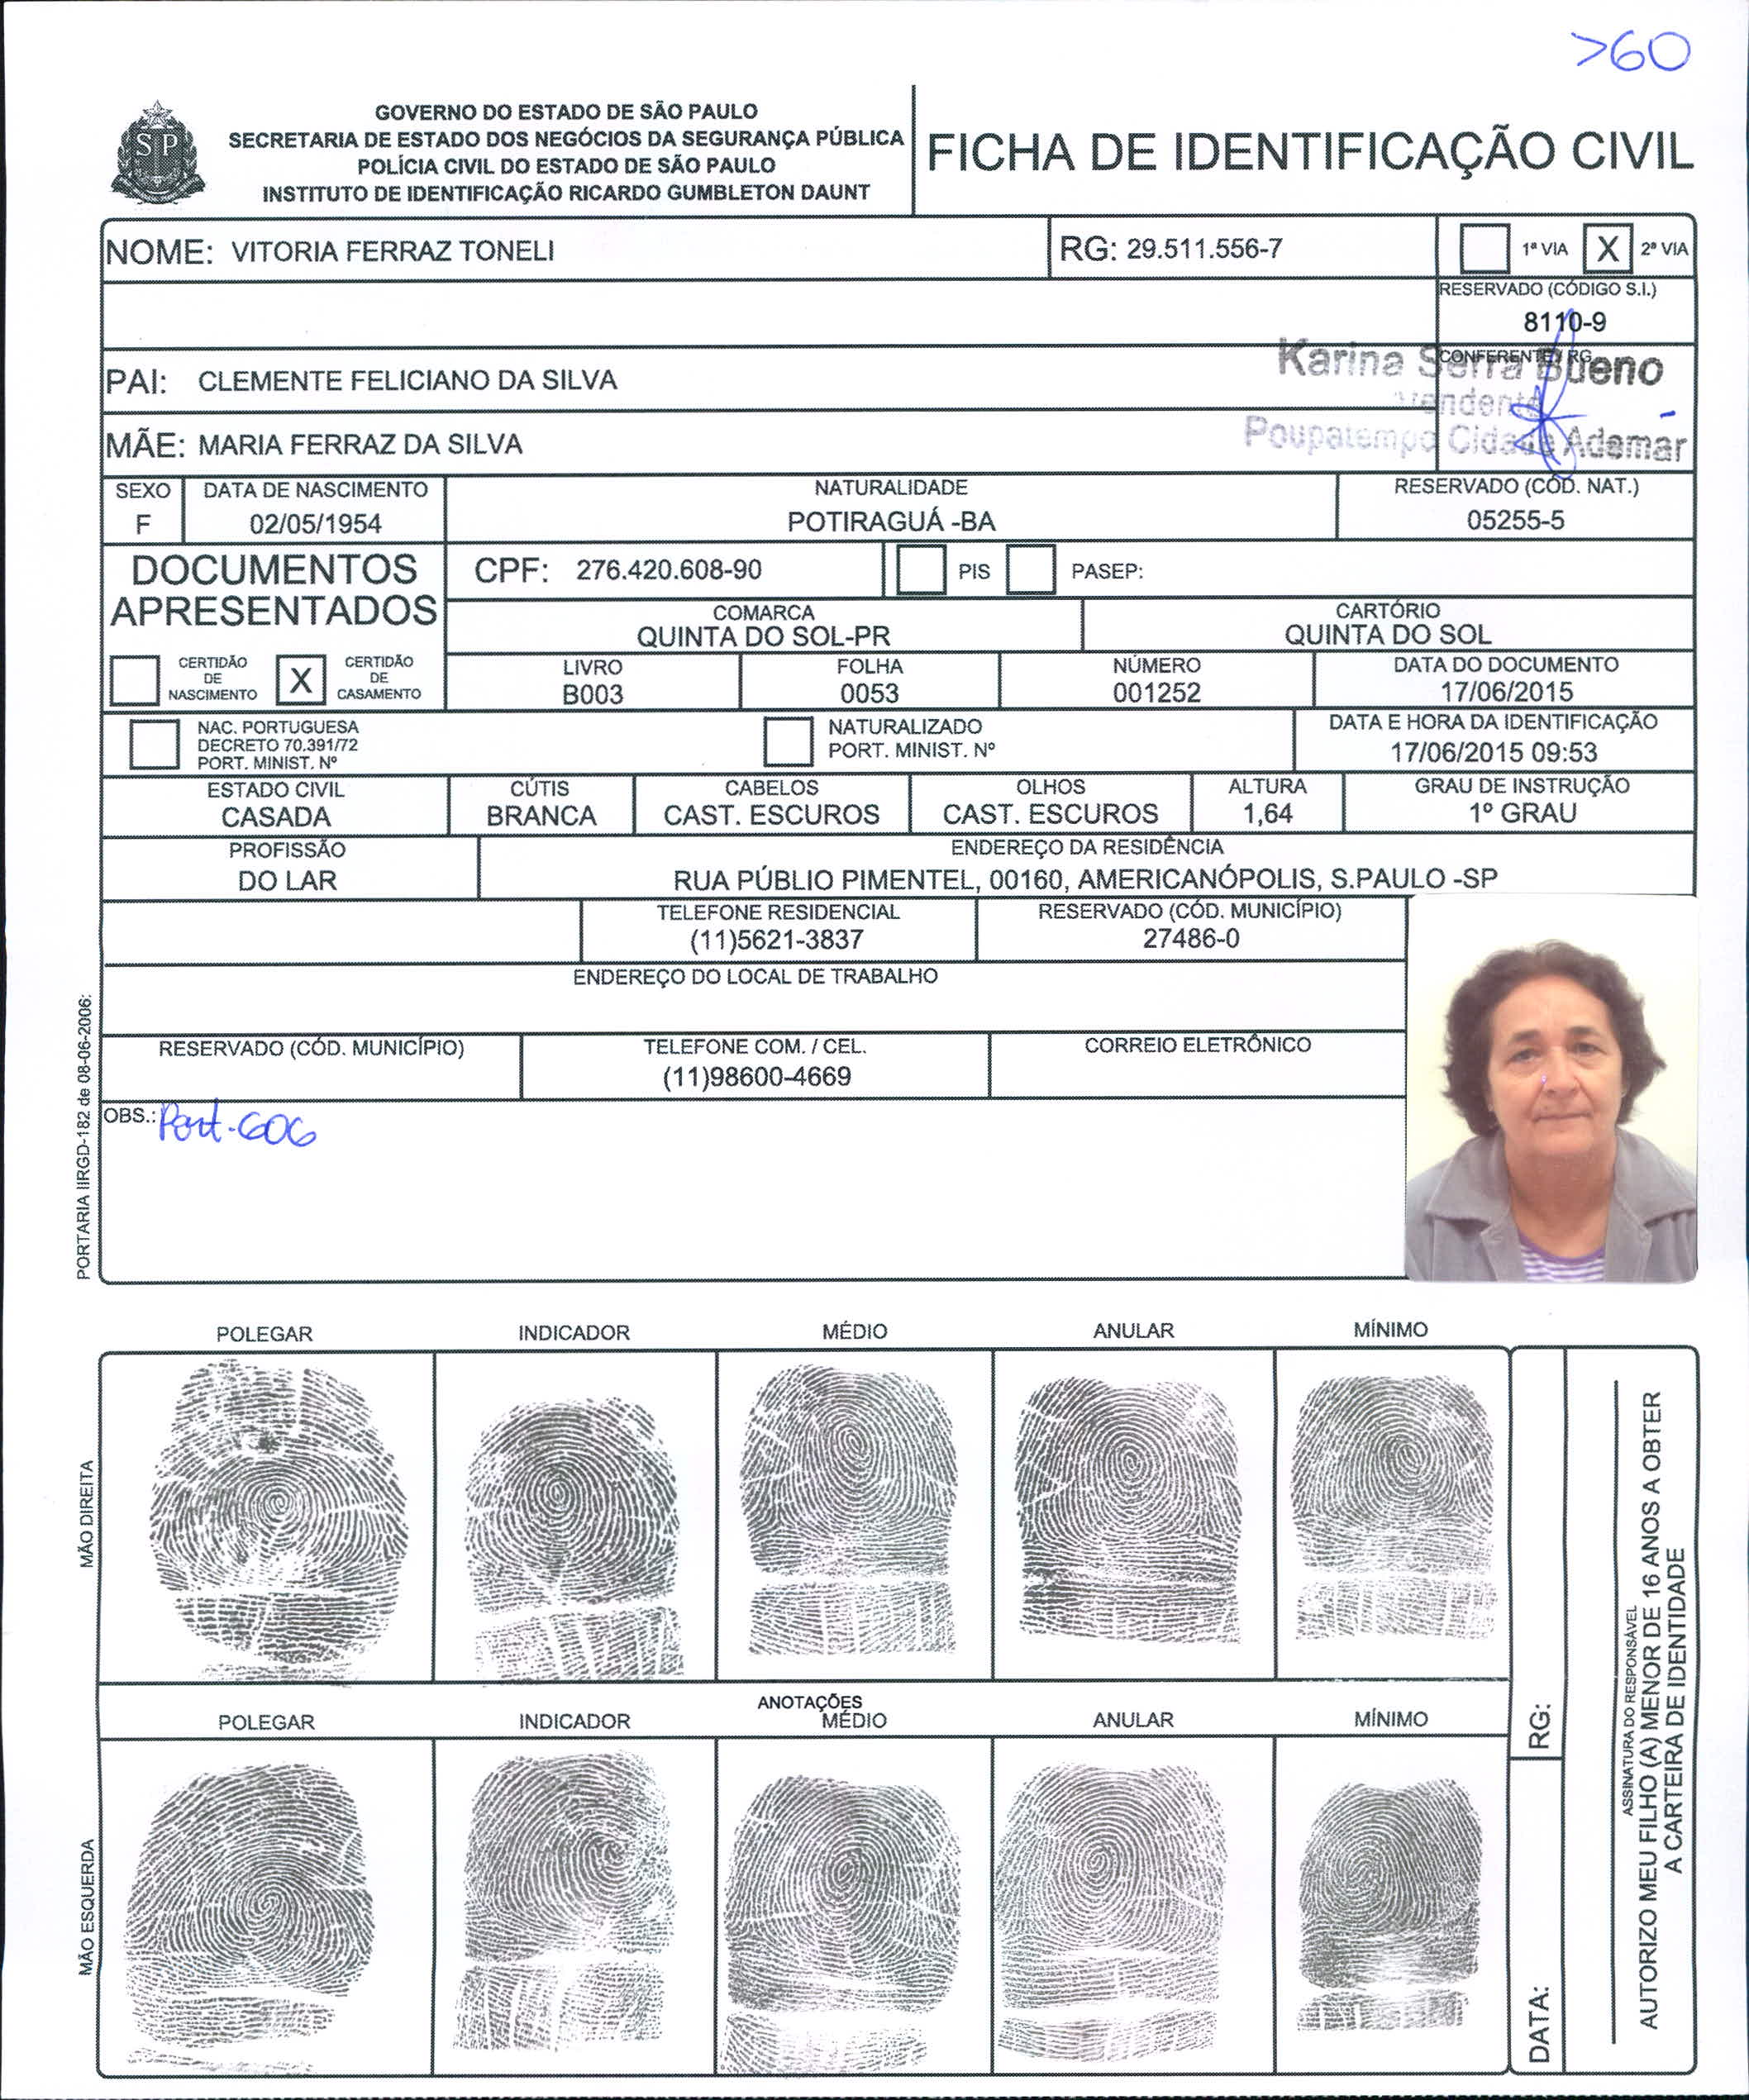 >60
GOVERNO DO ESTADO DE SÃO PAULO
SECRETARIA DE ESTADO DOS NEGÓCIOS DA SEGURANÇA PÚBLICA
POLÍCIA CIVIL DO ESTADO DE SÃO PAULO
INSTITUTO DE IDENTIFICAÇÃO RICARDO GUMBLETON DAUNT
SP
FICHA DE IDENTIFICAÇÃO CIVIL
NOME: VITORIA FERRAZ TONELI
RG: 29.511.556-7
1ª VIA X 2ª VIA
RESERVADO (CÓDIGO S.I.)
8110-9
PAI: CLEMENTE FELICIANO DA SILVA
CONFERENTE RG
Karina Serra Bueno
Poupatempo Cidade Ademar
MÃE: MARIA FERRAZ DA SILVA
SEXO
F
DATA DE NASCIMENTO
02/05/1954
NATURALIDADE
POTIRAGUÁ -BA
RESERVADO (CÓD. NAT.)
05255-5
DOCUMENTOS
APRESENTADOS
CPF: 276.420.608-90
PIS
PASEP:
COMARCA
QUINTA DO SOL-PR
CARTÓRIO
QUINTA DO SOL
CERTIDÃO
DE
NASCIMENTO
X
CERTIDÃO
DE
CASAMENTO
LIVRO
B003
FOLHA
0053
NÚMERO
001252
DATA DO DOCUMENTO
17/06/2015
NAC. PORTUGUESA
DECRETO 70.391/72
PORT. MINIST. Nº
NATURALIZADO
PORT. MINIST. Nº
DATA E HORA DA IDENTIFICAÇÃO
17/06/2015 09:53
ESTADO CIVIL
CASADA
CÚTIS
BRANCA
CABELOS
CAST. ESCUROS
OLHOS
CAST. ESCUROS
ALTURA
1,64
GRAU DE INSTRUÇÃO
1º GRAU
PROFISSÃO
DO LAR
ENDEREÇO DA RESIDÊNCIA
RUA PÚBLIO PIMENTEL, 00160, AMERICANÓPOLIS, S.PAULO -SP
TELEFONE RESIDENCIAL
(11)5621-3837
RESERVADO (CÓD. MUNICÍPIO)
27486-0
ENDEREÇO DO LOCAL DE TRABALHO
RESERVADO (CÓD. MUNICÍPIO)
TELEFONE COM. / CEL.
(11)98600-4669
CORREIO ELETRÔNICO
OBS.: Port. 606
PORTARIA IIRGD-182 de 08-06-2006:
POLEGAR
INDICADOR
MÉDIO
ANULAR
MÍNIMO
MÃO DIREITA
ANOTAÇÕES
POLEGAR
INDICADOR
MÉDIO
ANULAR
MÍNIMO
MÃO ESQUERDA
RG:
DATA:
ASSINATURA DO RESPONSÁVEL
AUTORIZO MEU FILHO (A) MENOR DE 16 ANOS A OBTER
A CARTEIRA DE IDENTIDADE